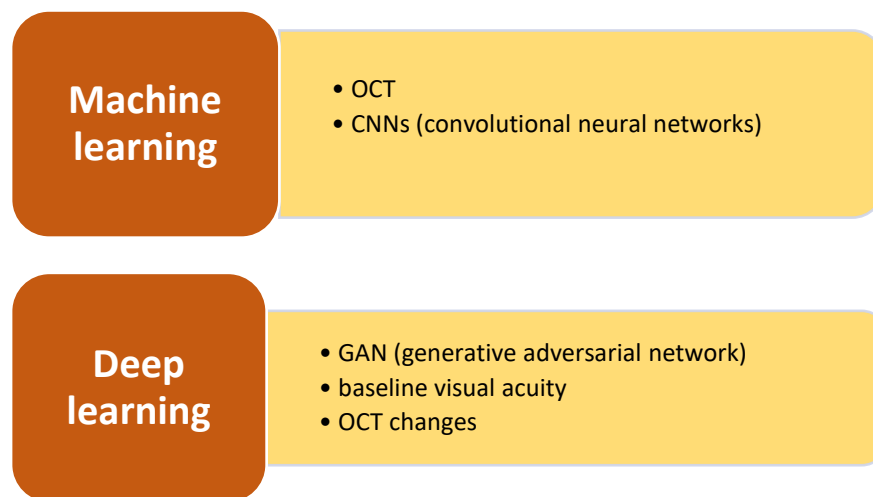 Machine
learning
• OCT
• CNNs (convolutional neural networks)
Deep
learning
• GAN (generative adversarial network)
• baseline visual acuity
• OCT changes